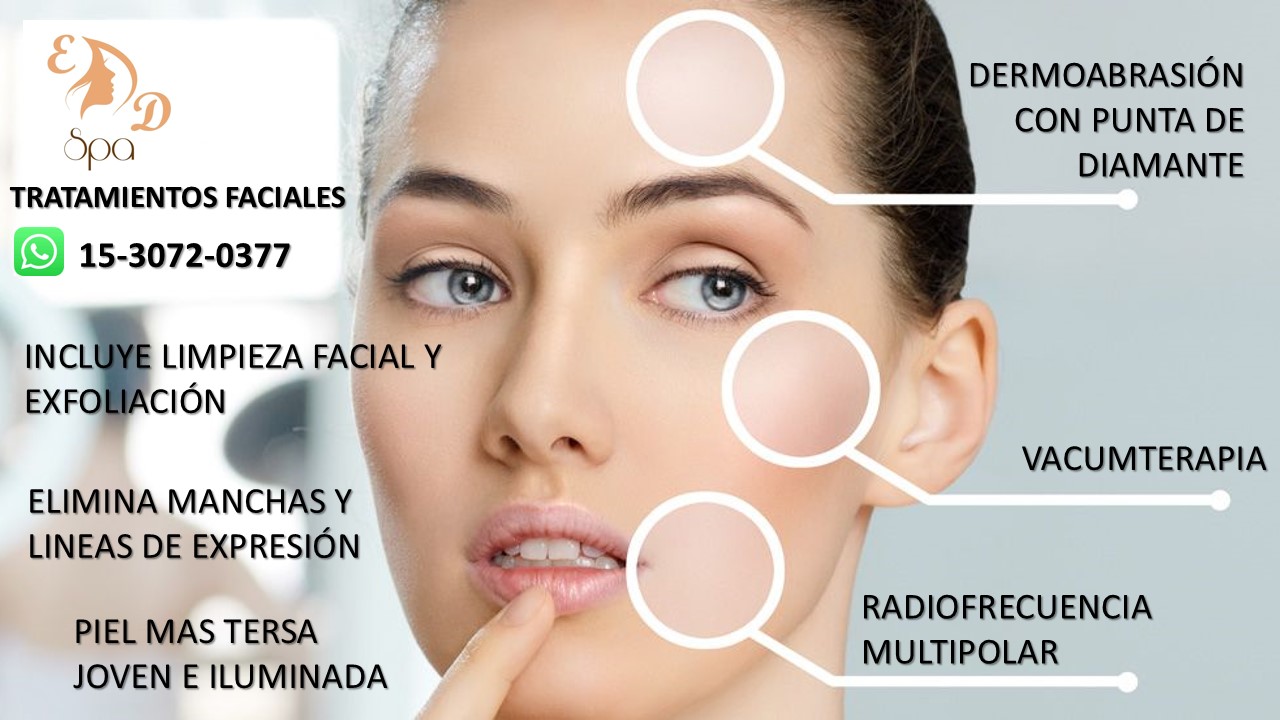 E D
Spa
TRATAMIENTOS FACIALES
15-3072-0377
INCLUYE LIMPIEZA FACIAL Y
EXFOLIACIÓN
ELIMINA MANCHAS Y
LINEAS DE EXPRESIÓN
PIEL MAS TERSA
JOVEN E ILUMINADA
DERMOABRASIÓN
CON PUNTA DE
DIAMANTE
VACUMTERAPIA
RADIOFRECUENCIA
MULTIPOLAR